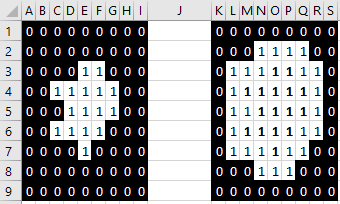 A B C D E F G H I J K L M N O P Q R S
1 0 0 0 0 0 0 0 0 0 0 0 0 0 0 0 0 0 0
2 0 0 0 0 0 0 0 0 0 0 0 0 1 1 1 1 0 0
3 0 0 0 0 1 1 0 0 0 0 1 1 1 1 1 1 1 0
4 0 0 1 1 1 1 1 0 0 0 1 1 1 1 1 1 1 0
5 0 0 0 1 1 1 1 0 0 0 1 1 1 1 1 1 1 0
6 0 0 1 1 1 1 0 0 0 0 1 1 1 1 1 1 1 0
7 0 0 0 0 1 0 0 0 0 0 1 1 1 1 1 1 0 0
8 0 0 0 0 0 0 0 0 0 0 0 0 1 1 1 0 0 0
9 0 0 0 0 0 0 0 0 0 0 0 0 0 0 0 0 0 0